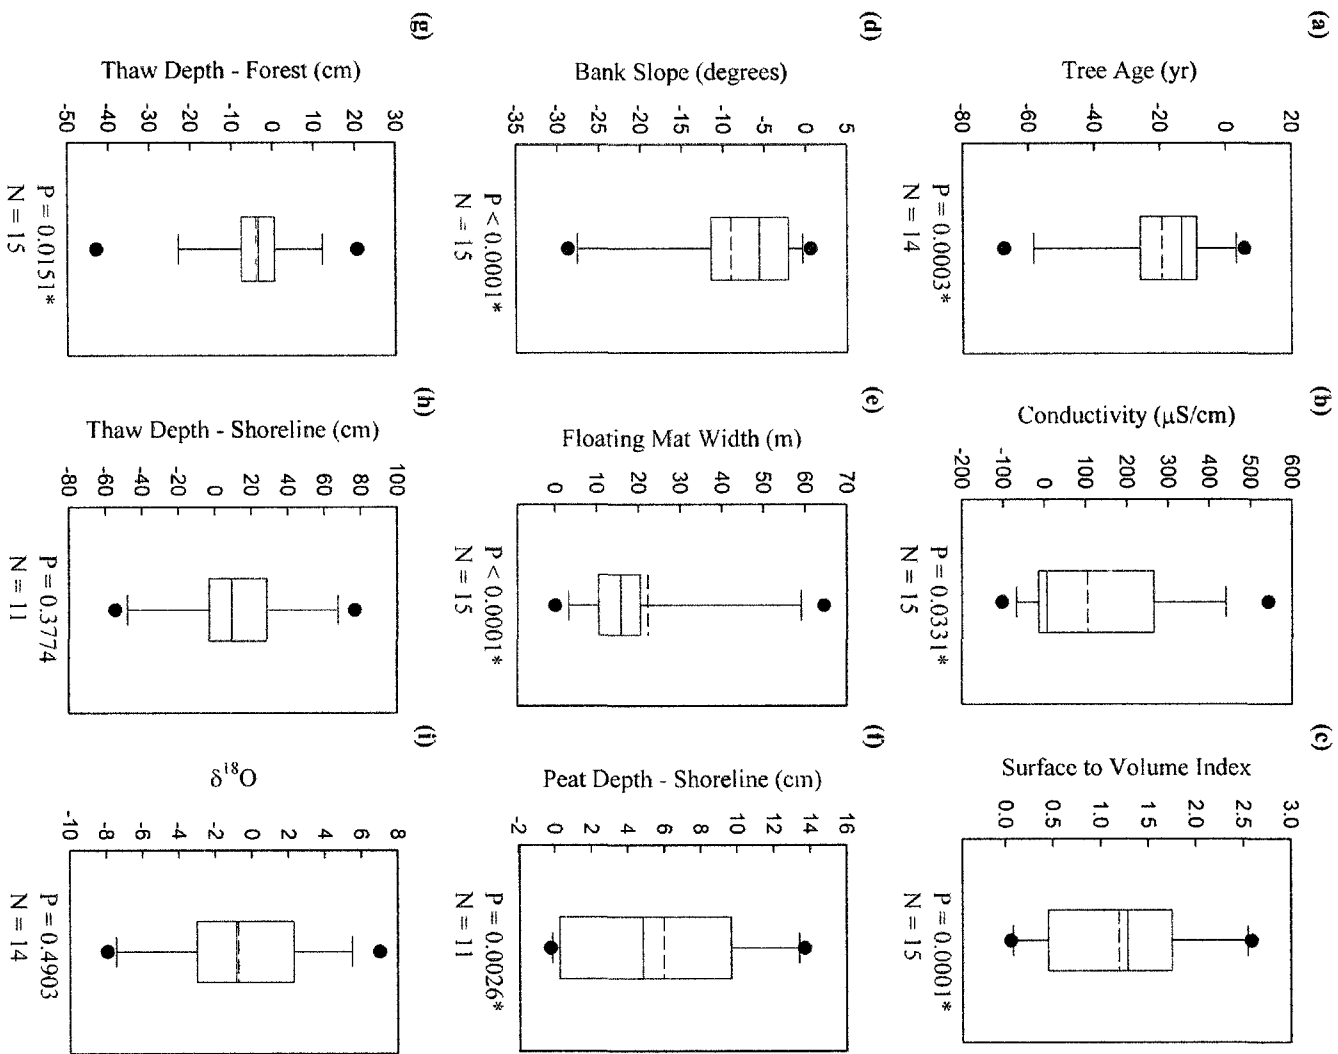 (a)
Tree Age (yr)
20
0
-20
-40
-60
-80
P = 0.0003*
N = 14
(b)
Conductivity (µS/cm)
600
500
400
300
200
100
0
-100
-200
P = 0.0331*
N = 15
(c)
Surface to Volume Index
3.0
2.5
2.0
1.5
1.0
0.5
0.0
P = 0.0001*
N = 15
(d)
Bank Slope (degrees)
5
0
-5
-10
-15
-20
-25
-30
-35
P < 0.0001*
N = 15
(e)
Floating Mat Width (m)
70
60
50
40
30
20
10
0
P < 0.0001*
N = 15
(f)
Peat Depth - Shoreline (cm)
16
14
12
10
8
6
4
2
0
-2
P = 0.0026*
N = 11
(g)
Thaw Depth - Forest (cm)
30
20
10
0
-10
-20
-30
-40
-50
P = 0.0151*
N = 15
(h)
Thaw Depth - Shoreline (cm)
100
80
60
40
20
0
-20
-40
-60
-80
P = 0.3774
N = 11
(i)
δ¹⁸O
8
6
4
2
0
-2
-4
-6
-8
-10
P = 0.4903
N = 14